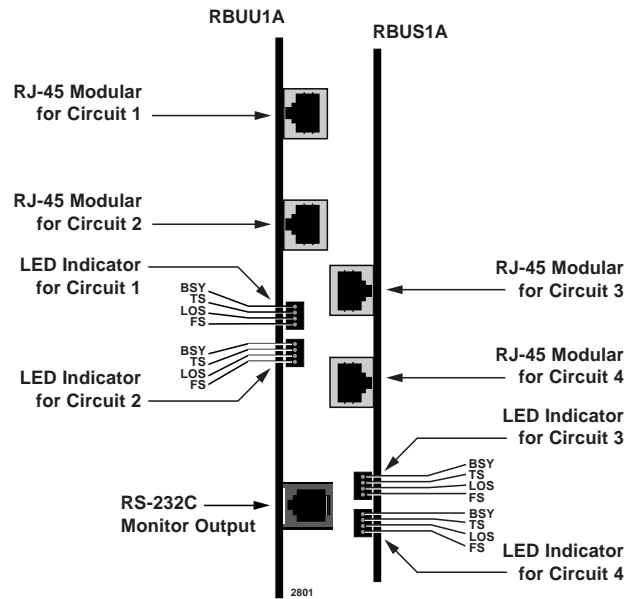 RBUU1A
RBUS1A
RJ-45 Modular
for Circuit 1
RJ-45 Modular
for Circuit 2
LED Indicator
for Circuit 1
BSY
TS
LOS
FS
BSY
TS
LOS
FS
LED Indicator
for Circuit 2
RS-232C
Monitor Output
RJ-45 Modular
for Circuit 3
RJ-45 Modular
for Circuit 4
LED Indicator
for Circuit 3
BSY
TS
LOS
FS
BSY
TS
LOS
FS
LED Indicator
for Circuit 4
2801